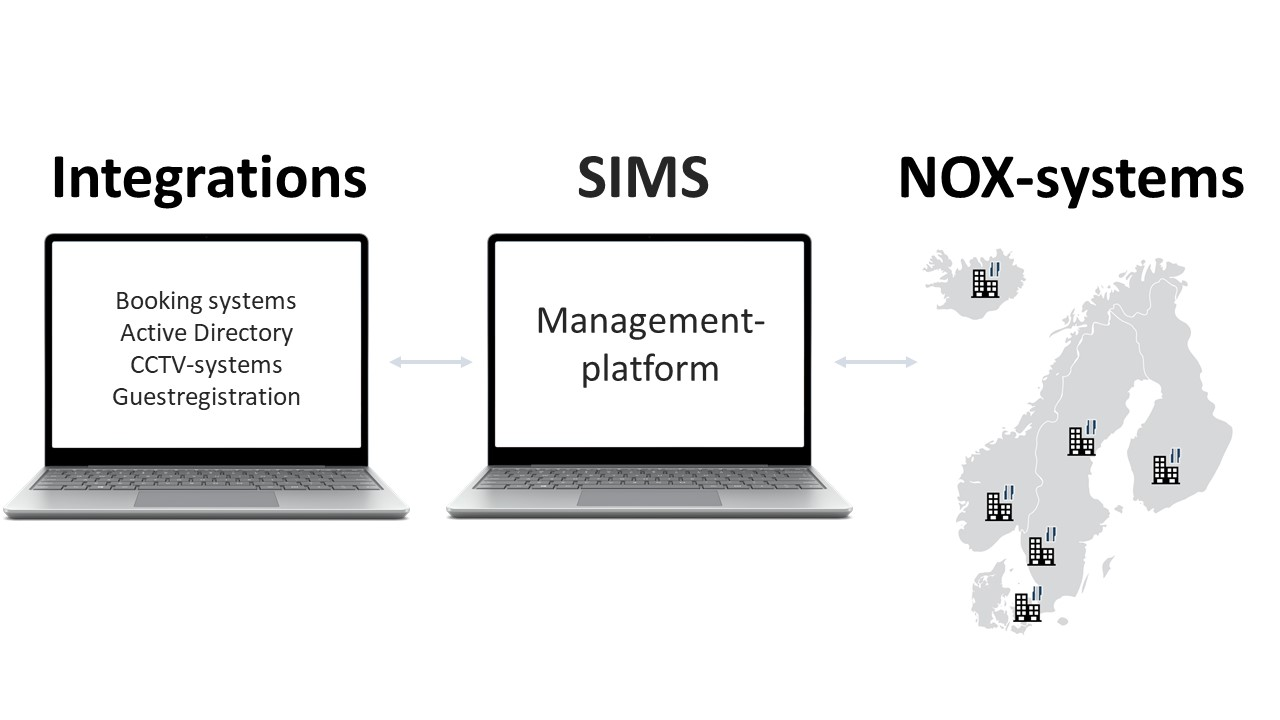 Integrations
SIMS
NOX-systems
Booking systems
Active Directory
CCTV-systems
Guestregistration
Management-
platform